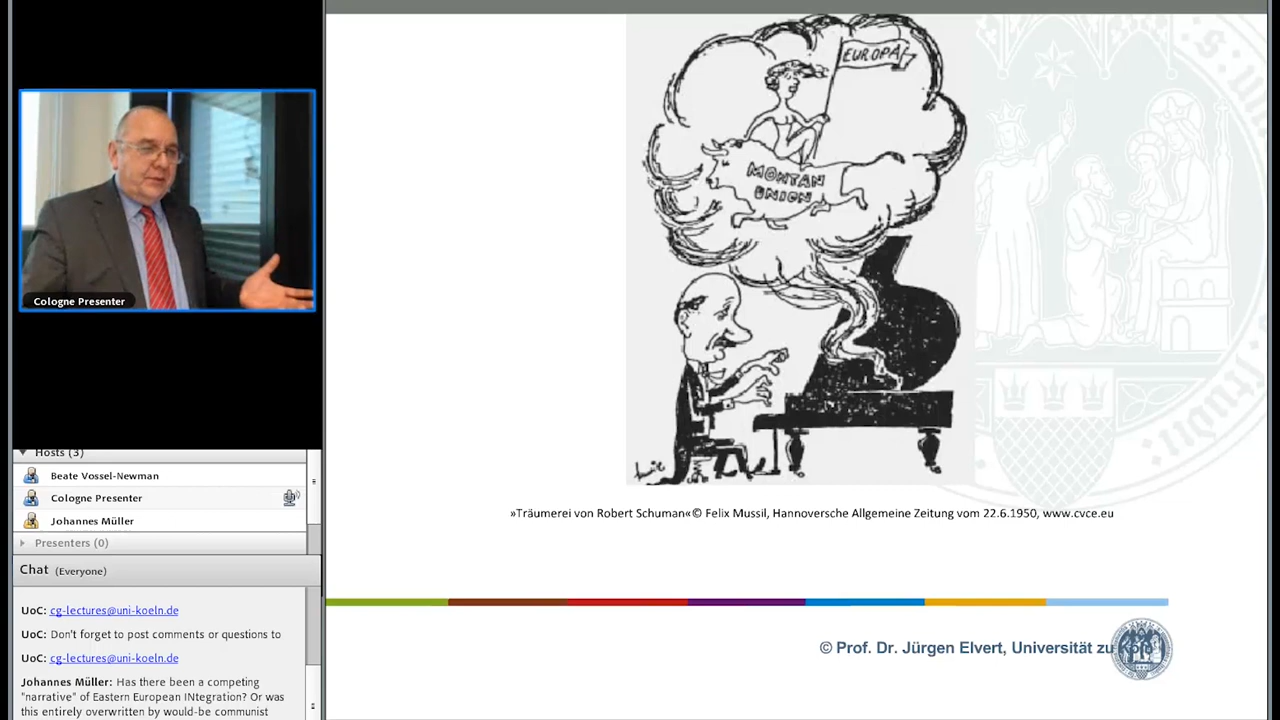 Cologne Presenter
Hosts (3)
Beate Vossel-Newman
Cologne Presenter
Johannes Müller
Presenters (0)
Chat (Everyone)
UoC: cg-lectures@uni-koeln.de
UoC: Don't forget to post comments or questions to
UoC: cg-lectures@uni-koeln.de
Johannes Müller: Has there been a competing
"narrative" of Eastern European INtegration? Or was
this entirely overwritten by would-be communist
EUROPA
MONTAN
UNION
»Träumerei von Robert Schuman«© Felix Mussil, Hannoversche Allgemeine Zeitung vom 22.6.1950, www.cvce.eu
© Prof. Dr. Jürgen Elvert, Universität zu